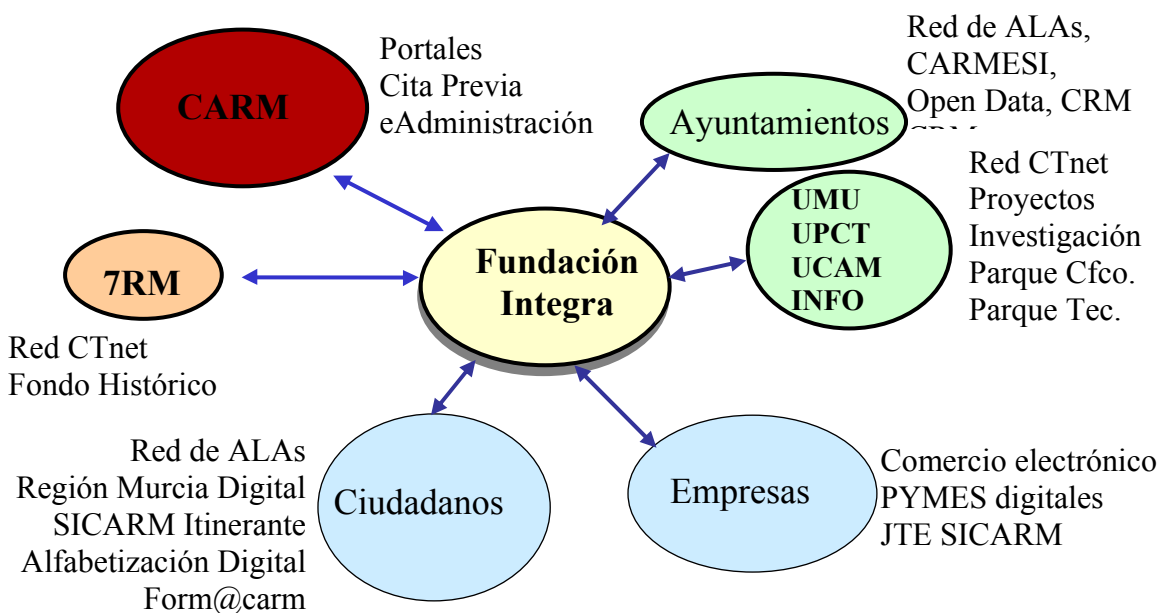 CARM
Portales
Cita Previa
eAdministración
Ayuntamientos
Red de ALAs,
CARMESI,
Open Data, CRM
UMU
UPCT
UCAM
INFO
Red CTnet
Proyectos
Investigación
Parque Cfco.
Parque Tec.
Fundación
Integra
7RM
Red CTnet
Fondo Histórico
Red de ALAs
Región Murcia Digital
SICARM Itinerante
Alfabetización Digital
Form@carm
Ciudadanos
Empresas
Comercio electrónico
PYMES digitales
JTE SICARM